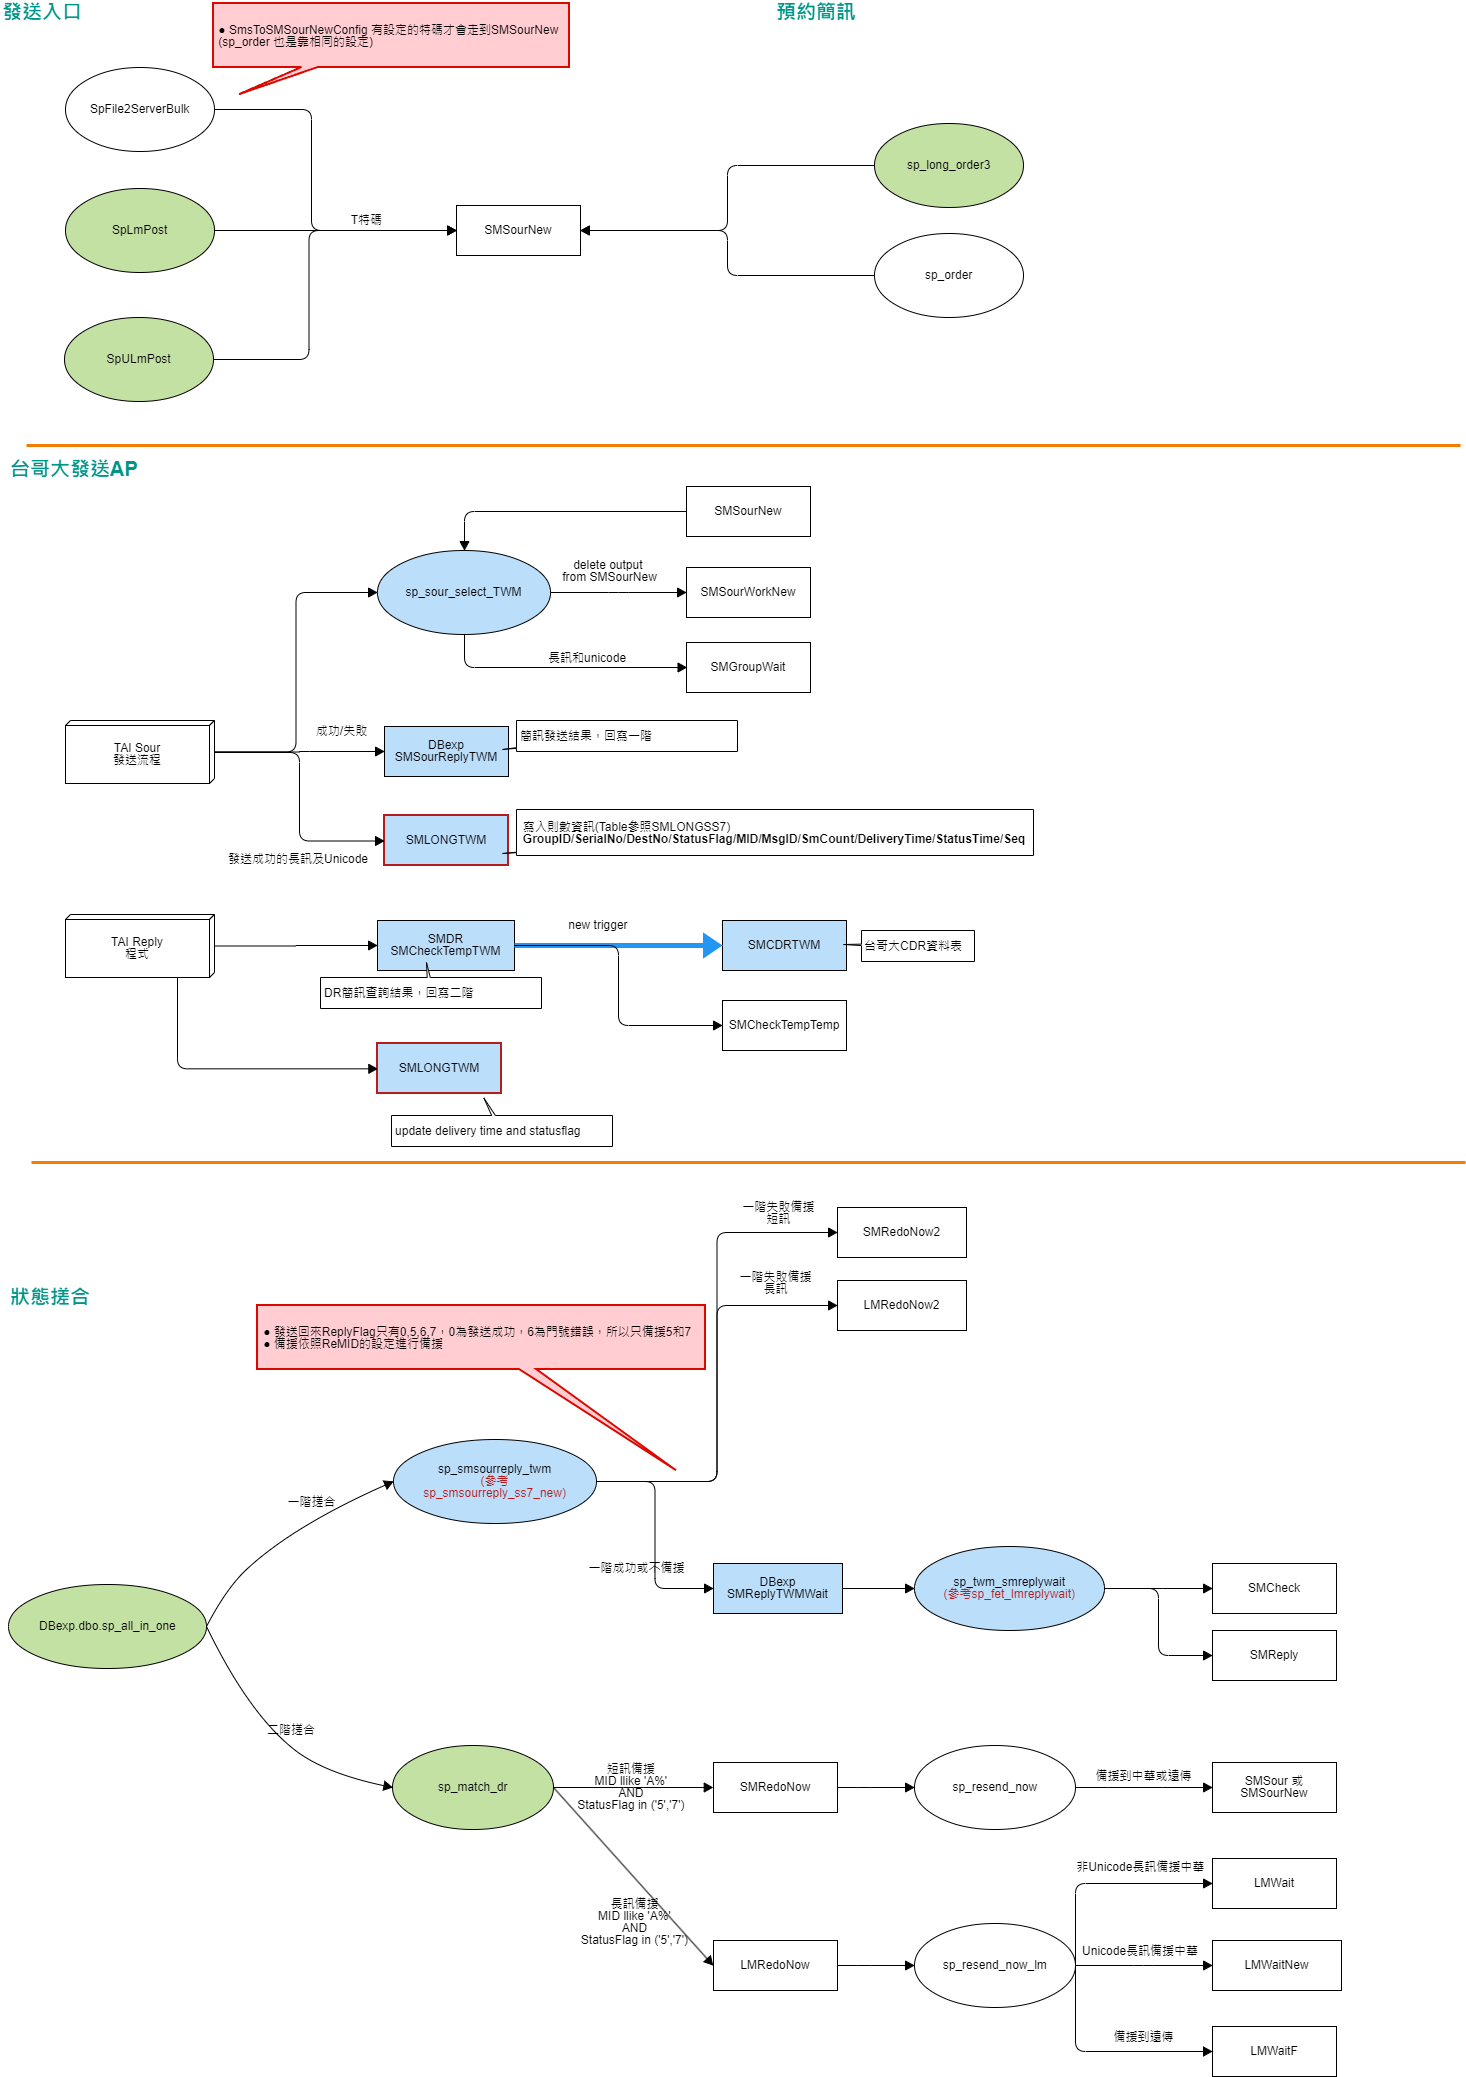 發送入口
預約簡訊
● SmsToSMSourNewConfig 有設定的特碼才會走到SMSourNew
(sp_order 也是靠相同的設定)
SpFile2ServerBulk
sp_long_order3
SpLmPost
T特碼
SMSourNew
sp_order
SpULmPost
台哥大發送AP
SMSourNew
delete output
from SMSourNew
sp_sour_select_TWM
SMSourWorkNew
長訊和unicode
SMGroupWait
TAI Sour
發送流程
成功/失敗
DBexp
SMSourReplyTWM
簡訊發送結果，回寫一階
SMLONGTWM
寫入則數資訊(Table參照SMLONGSS7)
GroupID/SerialNo/DestNo/StatusFlag/MID/MsgID/SmCount/DeliveryTime/StatusTime/Seq
發送成功的長訊及Unicode
TAI Reply
程式
SMDR
SMCheckTempTWM
new trigger
SMCDRTWM
台哥大CDR資料表
DR簡訊查詢結果，回寫二階
SMCheckTempTemp
SMLONGTWM
update delivery time and statusflag
狀態搓合
一階失敗備援
短訊
SMRedoNow2
一階失敗備援
長訊
LMRedoNow2
● 發送回來ReplyFlag只有0,5,6,7，0為發送成功，6為門號錯誤，所以只備援5和7
● 備援依照ReMID的設定進行備援
一階搓合
sp_smsourreply_twm
(參考
sp_smsourreply_ss7_new)
一階成功或不備援
DBexp
SMReplyTWMWait
sp_twm_smreplywait
(參考sp_fet_lmreplywait)
SMCheck
SMReply
DBexp.dbo.sp_all_in_one
二階搓合
sp_match_dr
短訊備援
MID llike 'A%'
AND
StatusFlag in ('5','7')
SMRedoNow
sp_resend_now
備援到中華或遠傳
SMSour 或
SMSourNew
長訊備援
MID llike 'A%'
AND
StatusFlag in ('5','7')
LMRedoNow
sp_resend_now_lm
非Unicode長訊備援中華
LMWait
Unicode長訊備援中華
LMWaitNew
備援到遠傳
LMWaitF